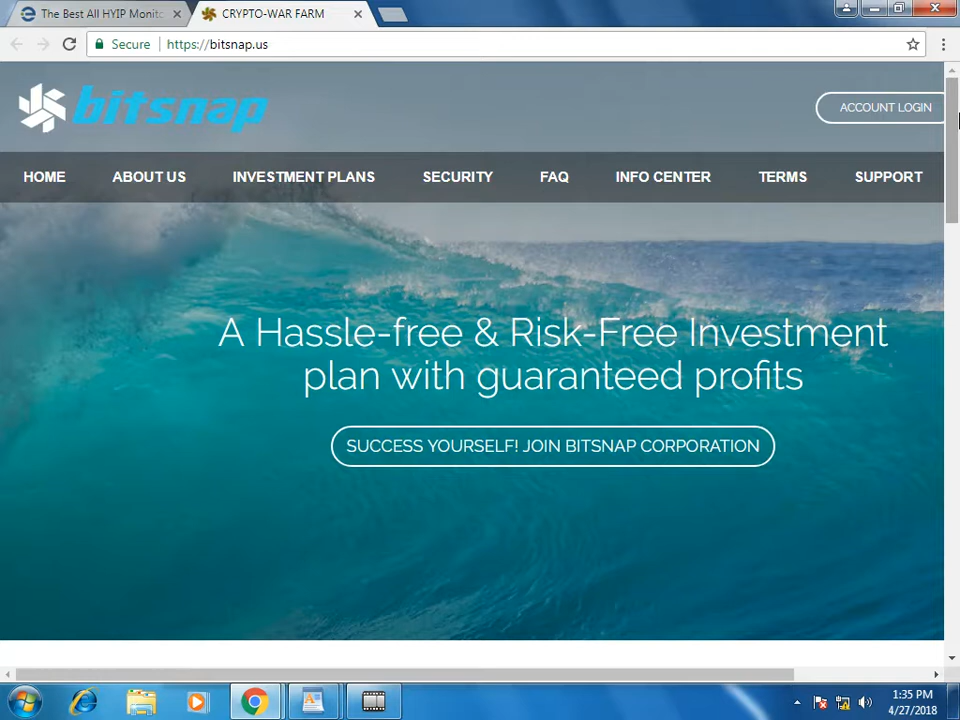 The Best All HYIP Monito
CRYPTO-WAR FARM
Secure
https://bitsnap.us
bitsnap
ACCOUNT LOGIN
HOME
ABOUT US
INVESTMENT PLANS
SECURITY
FAQ
INFO CENTER
TERMS
SUPPORT
A Hassle-free & Risk-Free Investment
plan with guaranteed profits
SUCCESS YOURSELF! JOIN BITSNAP CORPORATION
1:35 PM
4/27/2018